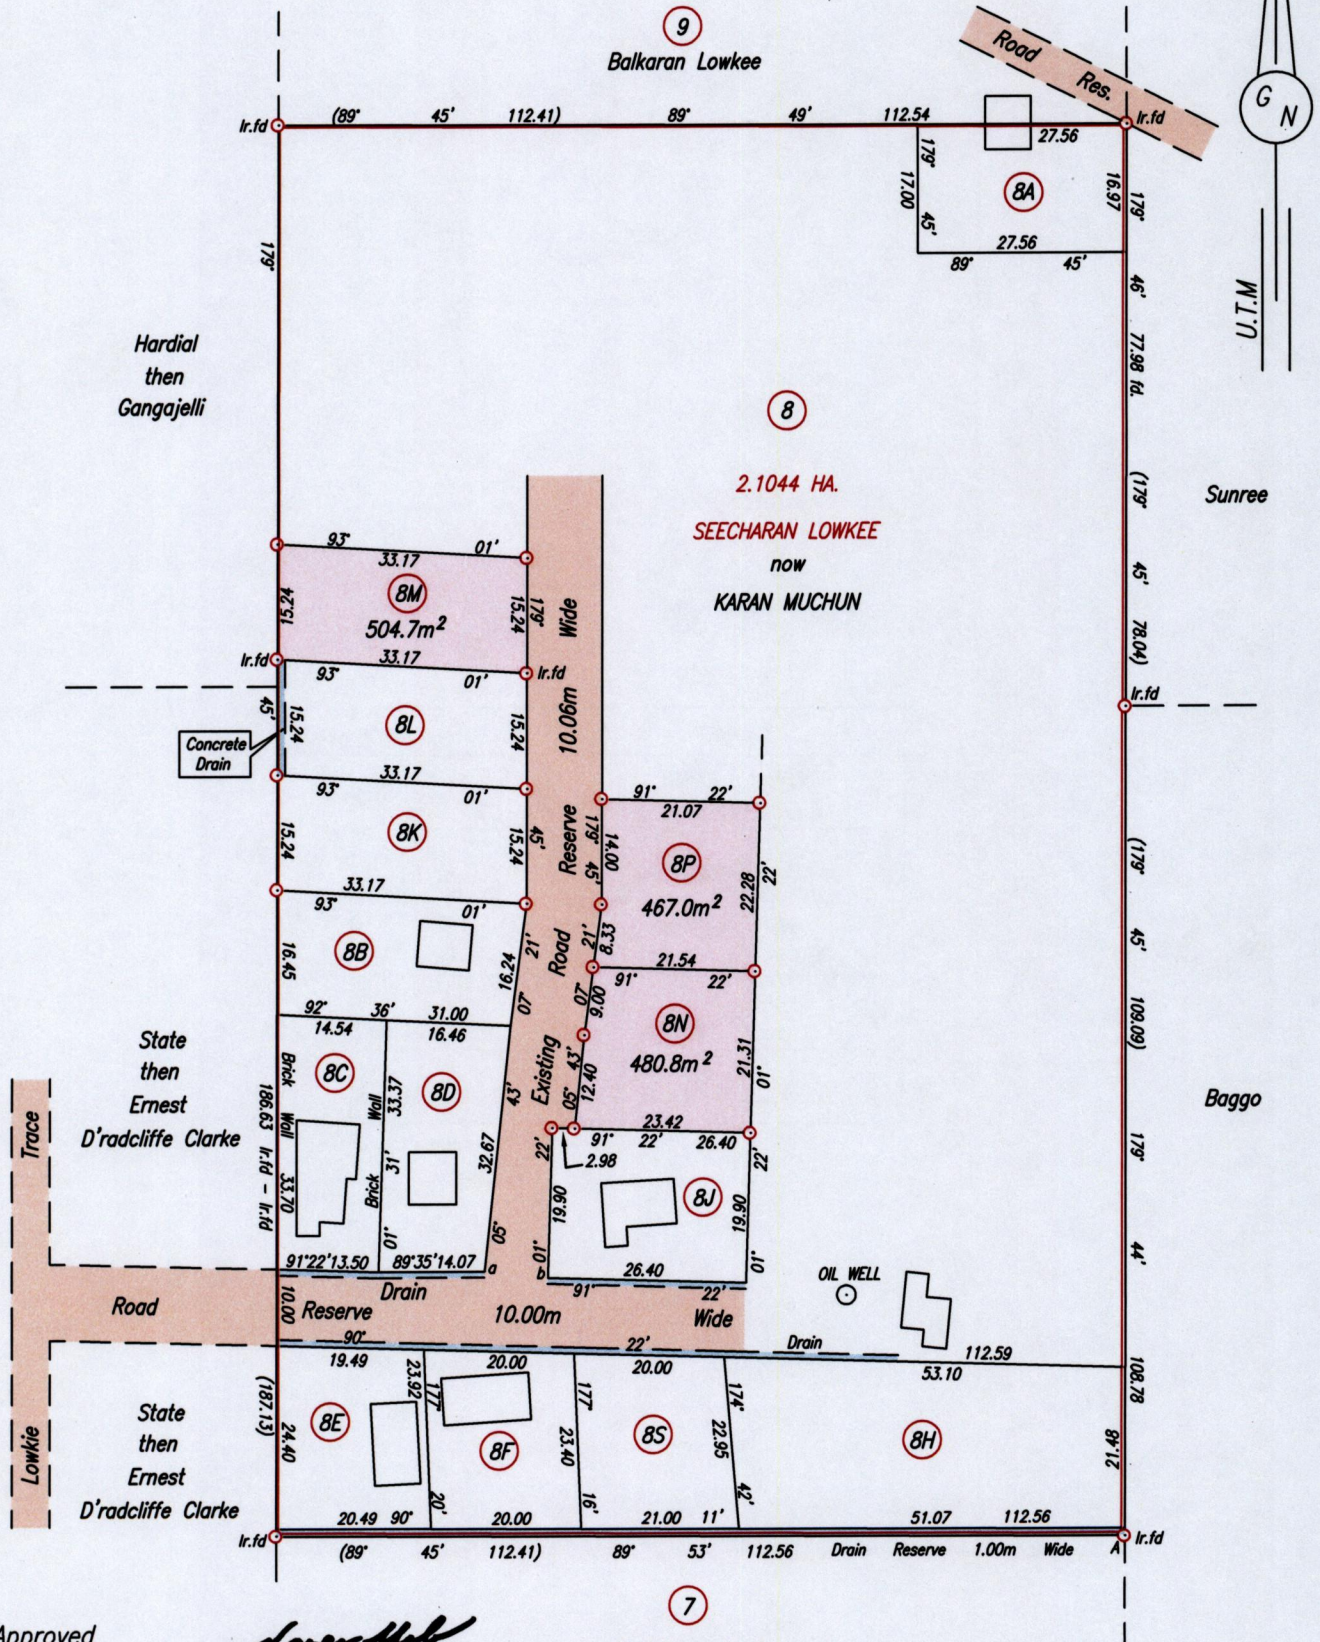 9
Balkaran Lowkee
Road Res.
G N
U.T.M
Ir.fd
(89° 45' 112.41)
89° 49' 112.54
Ir.fd
27.56
179° 45'
17.00
8A
16.97
27.56
89° 45'
179° 46' 77.98 fd.
179°
Hardial
then
Gangajelli
8
2.1044 HA.
SEECHARAN LOWKEE
now
KARAN MUCHUN
(179° 45' 78.04)
Sunree
93° 01'
33.17
8M
504.7m²
15.24
15.24
179°
33.17
Ir.fd
Ir.fd
93° 01'
Ir.fd
45'
15.24
8L
15.24
Concrete
Drain
33.17
93° 01'
15.24
8K
15.24
45'
33.17
93° 01'
Existing Road Reserve 10.06m Wide
91° 22'
21.07
179° 45'
14.00
8P
467.0m²
22.28
22'
21'
8.33
21.54
91° 22'
07'
9.00
8N
480.8m²
21.31
01°
43'
12.40
05°
23.42
91° 22' 26.40
2.98
22'
19.90
01°
8J
22'
19.90
01°
26.40
b
91° 22'
16.45
8B
16.24
21'
07'
92° 36' 31.00
14.54
16.46
8C
8D
Brick Wall
33.70
Brick Wall
33.37
31'
01°
43'
32.67
05°
186.63 Ir.fd - Ir.fd
91°22'13.50
89°35'14.07
a
State
then
Ernest
D'radcliffe Clarke
(179° 45' 109.09)
Baggo
179° 44' 108.78
OIL WELL
Trace
Lowkie
Drain
Road
10.00
Reserve 10.00m Wide
90° 22'
Drain
112.59
19.49
20.00
20.00
53.10
(187.13)
24.40
8E
23.92
177° 20'
8F
177° 16'
23.40
8S
174° 42'
22.95
8H
21.48
State
then
Ernest
D'radcliffe Clarke
20.49 90°
20.00
21.00 11'
51.07 112.56
Ir.fd
(89° 45' 112.41)
89° 53' 112.56
Drain Reserve 1.00m Wide
A
Ir.fd
7
Approved